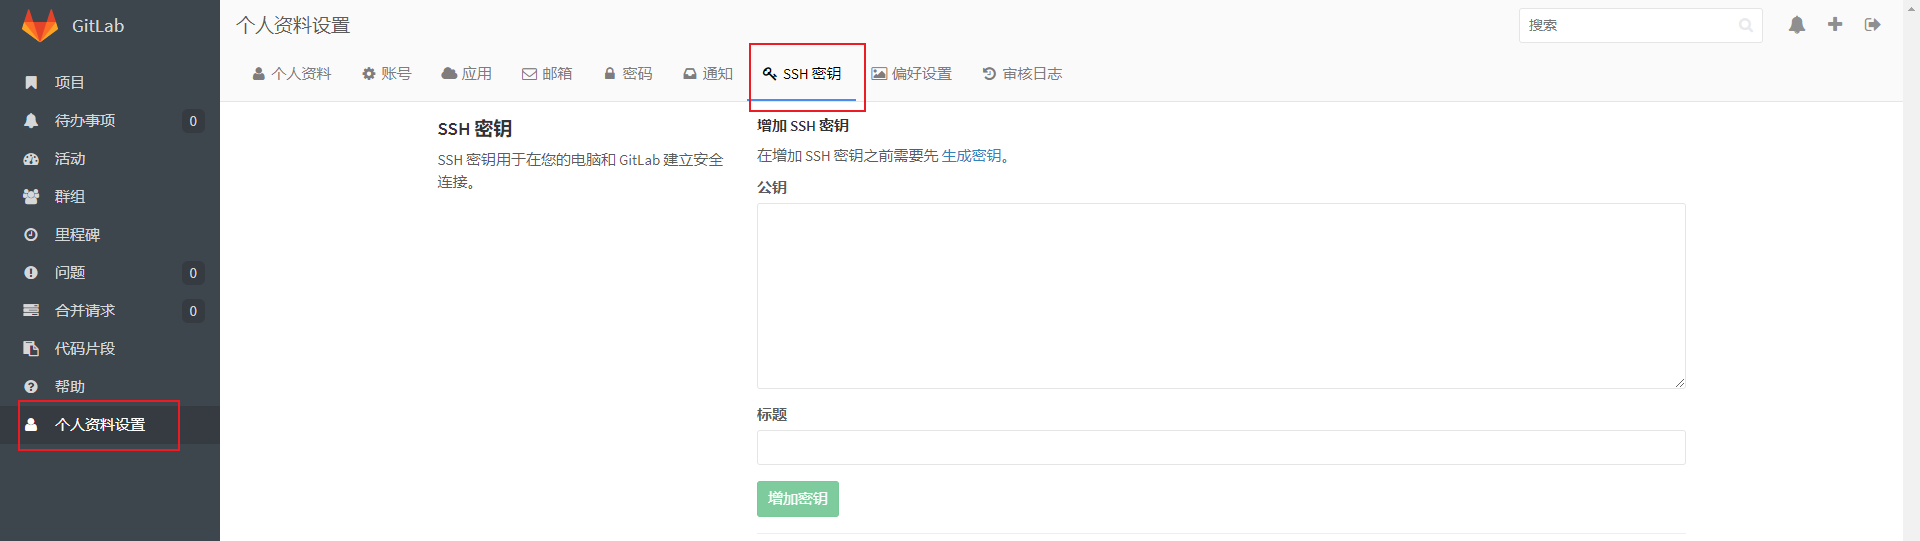 GitLab
项目
待办事项 0
活动
群组
里程碑
问题 0
合并请求 0
代码片段
帮助
个人资料设置
个人资料设置
搜索
个人资料 账号 应用 邮箱 密码 通知 SSH 密钥 偏好设置 审核日志
SSH 密钥
SSH 密钥用于在您的电脑和 GitLab 建立安全
连接。
增加 SSH 密钥
在增加 SSH 密钥之前需要先 生成密钥。
公钥
标题
增加密钥